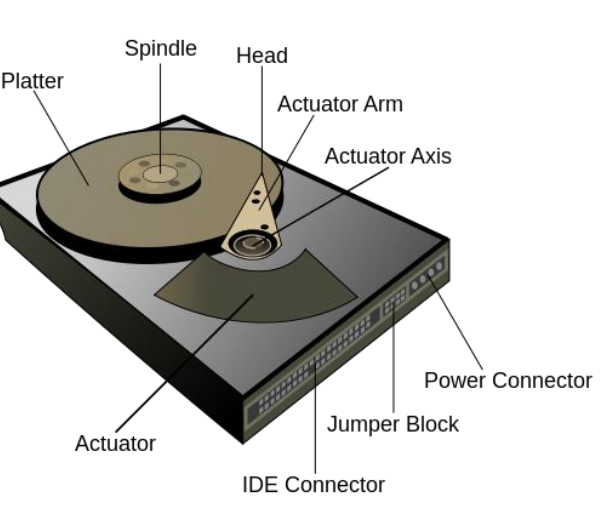 Spindle
Head
Platter
Actuator Arm
Actuator Axis
Power Connector
Jumper Block
Actuator
IDE Connector